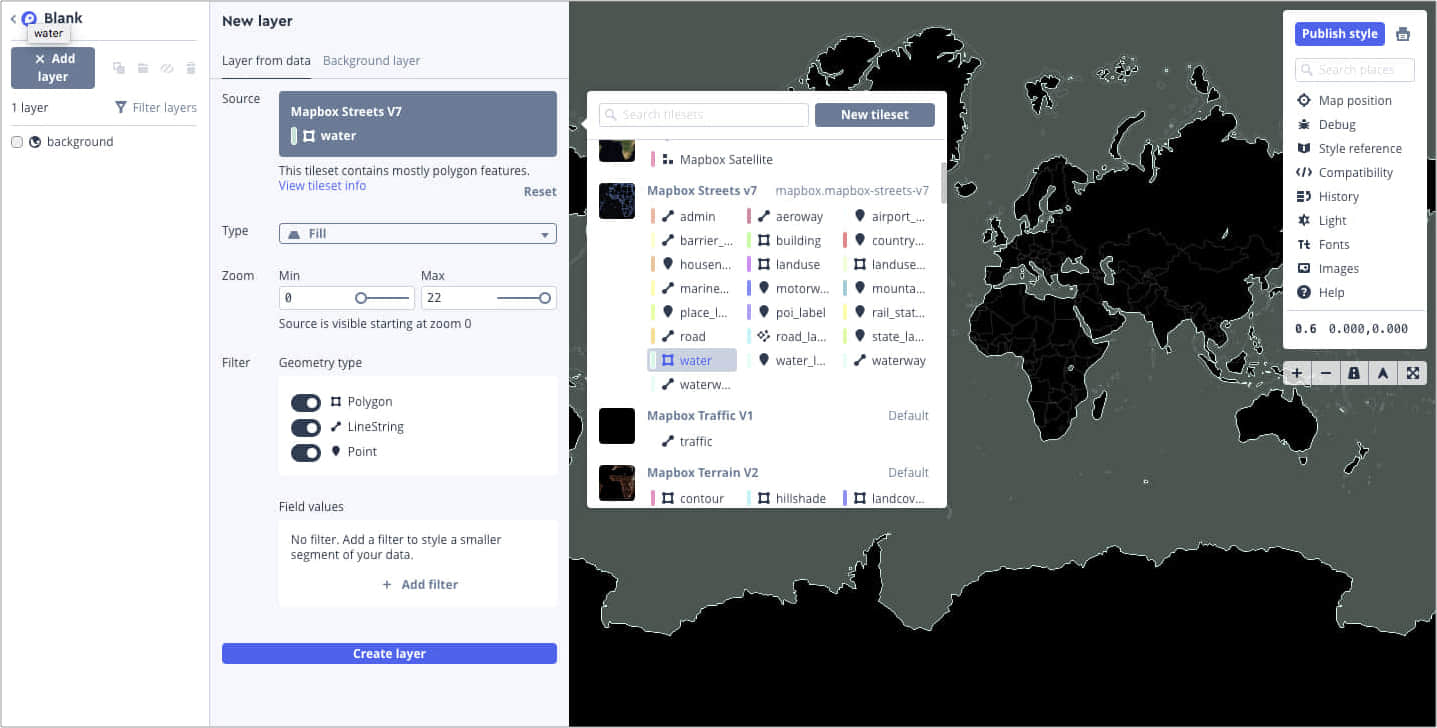 Blank
water
Add
layer
1 layer
Filter layers
background
New layer
Layer from data
Background layer
Source
Mapbox Streets V7
water
This tileset contains mostly polygon features.
View tileset info
Reset
Type
Fill
Zoom
Min
Max
0
22
Source is visible starting at zoom 0
Filter
Geometry type
Polygon
LineString
Point
Field values
No filter. Add a filter to style a smaller
segment of your data.
+ Add filter
Create layer
Search tilesets
New tileset
Mapbox Satellite
Mapbox Streets v7 mapbox.mapbox-streets-v7
admin aeroway airport_...
barrier_... building country...
housen... landuse landuse...
marine... motorw... mounta...
place_l... poi_label rail_stat...
road road_la... state_la...
water water_l... waterway
waterw...
Mapbox Traffic V1 Default
traffic
Mapbox Terrain V2 Default
contour hillshade landcov...
Publish style
Search places
Map position
Debug
Style reference
Compatibility
History
Light
Fonts
Images
Help
0.6 0.000,0.000